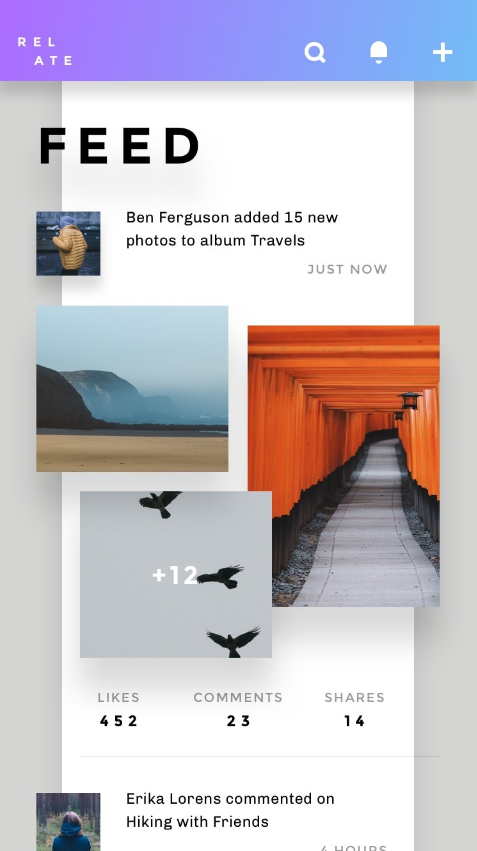 REL
ATE
FEED
Ben Ferguson added 15 new
photos to album Travels
JUST NOW
+12
LIKES COMMENTS SHARES
452 23 14
Erika Lorens commented on
Hiking with Friends
4 HOURS